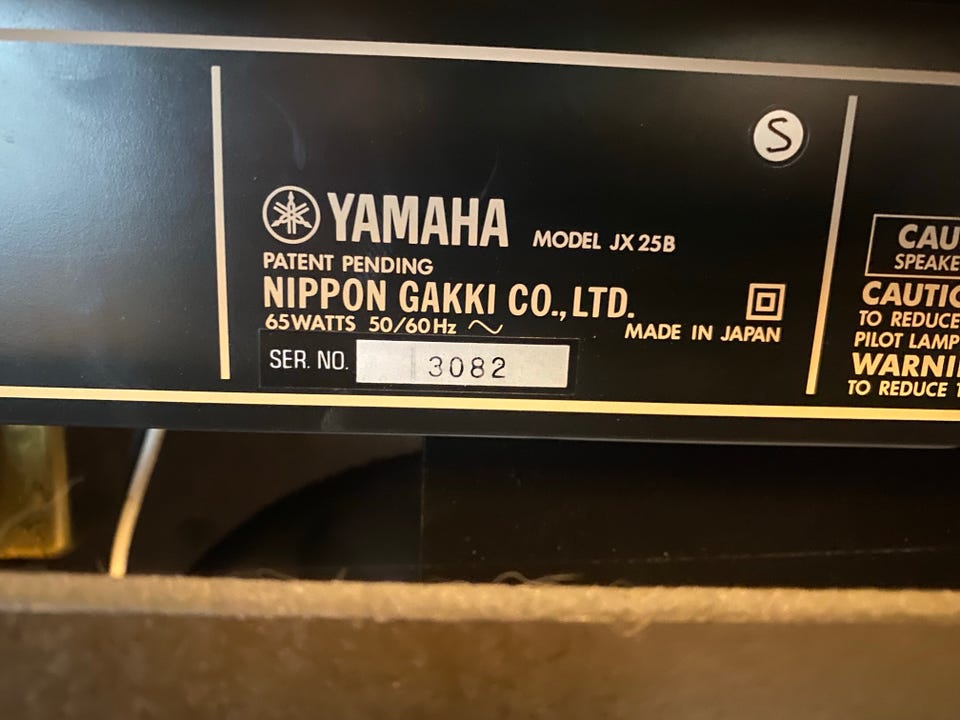 S
YAMAHA MODEL JX 25B
PATENT PENDING
NIPPON GAKKI CO., LTD.
65WATTS 50/60Hz ∼
MADE IN JAPAN
SER. NO. 3082
CAU
SPEAKE
CAUTIO
TO REDUCE
PILOT LAMP
WARNI
TO REDUCE